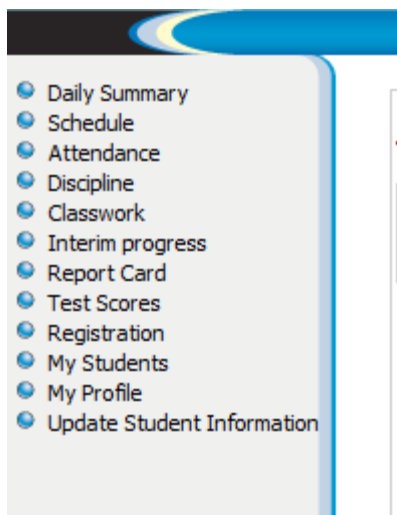 Daily Summary
Schedule
Attendance
Discipline
Classwork
Interim progress
Report Card
Test Scores
Registration
My Students
My Profile
Update Student Information